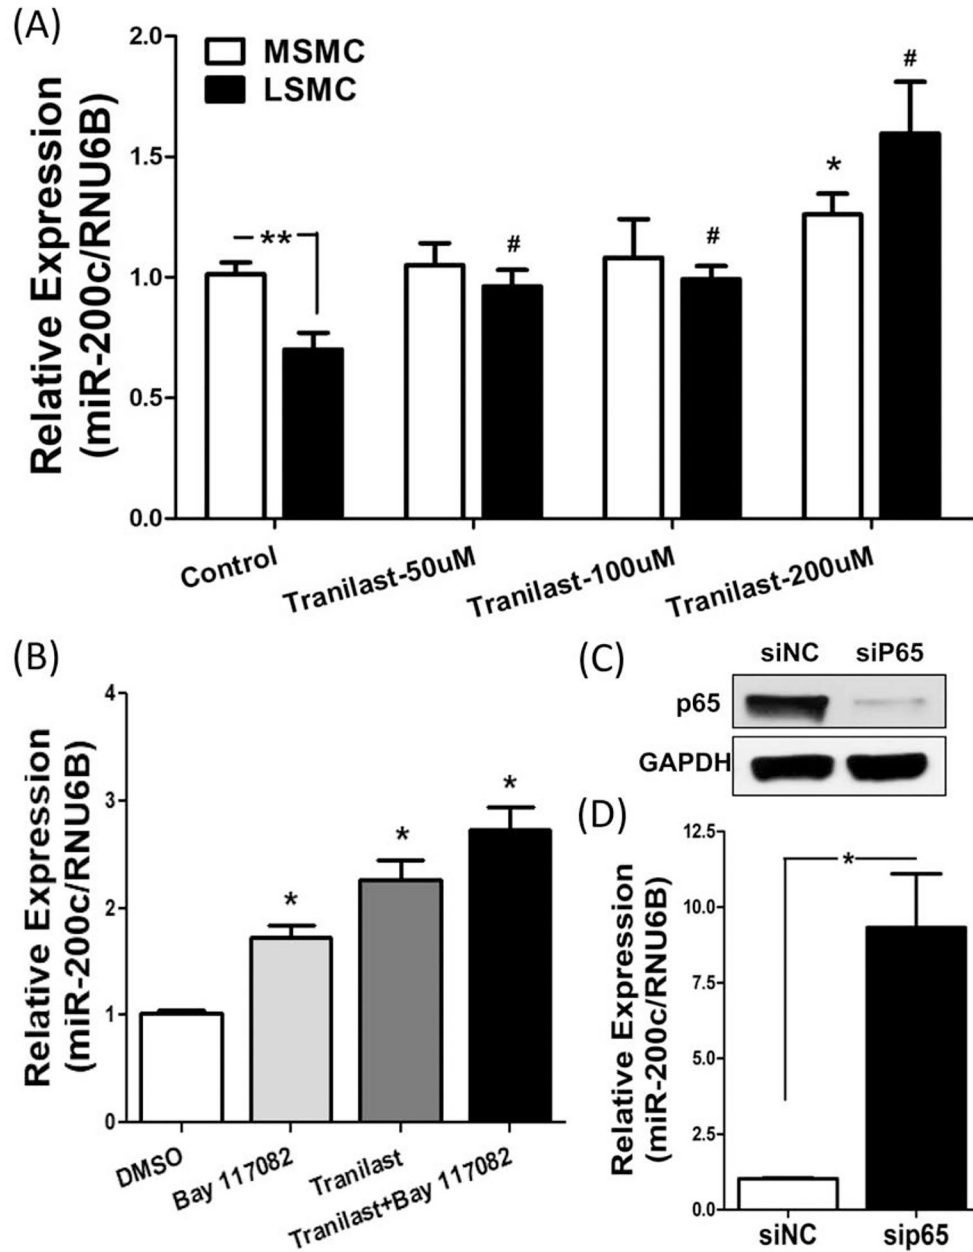 (A)
2.0
1.5
1.0
0.5
0.0
Relative Expression
(miR-200c/RNU6B)
MSMC
LSMC
**
#
#
*
#
Control
Tranilast-50uM
Tranilast-100uM
Tranilast-200uM
(B)
4
3
2
1
0
Relative Expression
(miR-200c/RNU6B)
*
*
*
DMSO
Bay 117082
Tranilast
Tranilast+Bay 117082
(C)
siNC siP65
p65
GAPDH
(D)
12.5
10.0
7.5
5.0
2.5
0.0
Relative Expression
(miR-200c/RNU6B)
*
siNC
sip65